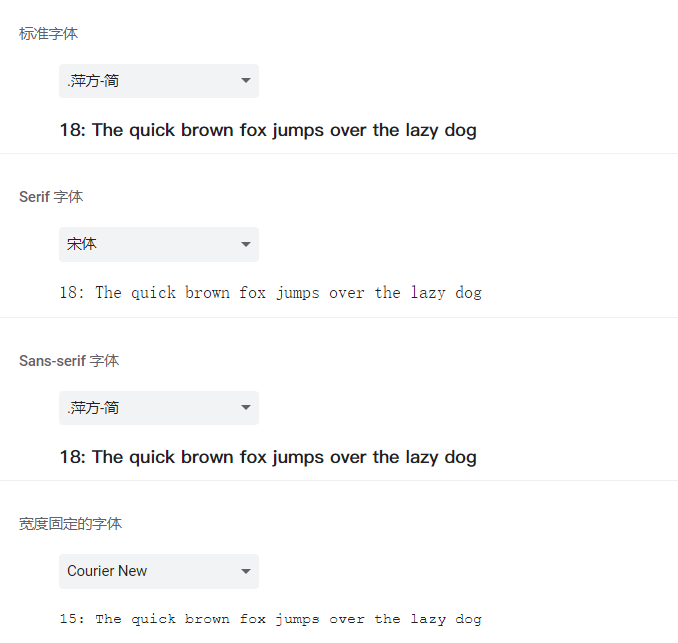 标准字体
.萍方-简
18: The quick brown fox jumps over the lazy dog
Serif 字体
宋体
18: The quick brown fox jumps over the lazy dog
Sans-serif 字体
.萍方-简
18: The quick brown fox jumps over the lazy dog
宽度固定的字体
Courier New
15: The quick brown fox jumps over the lazy dog